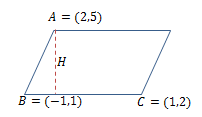 A = (2,5)
H
B = (−1,1)
C = (1,2)